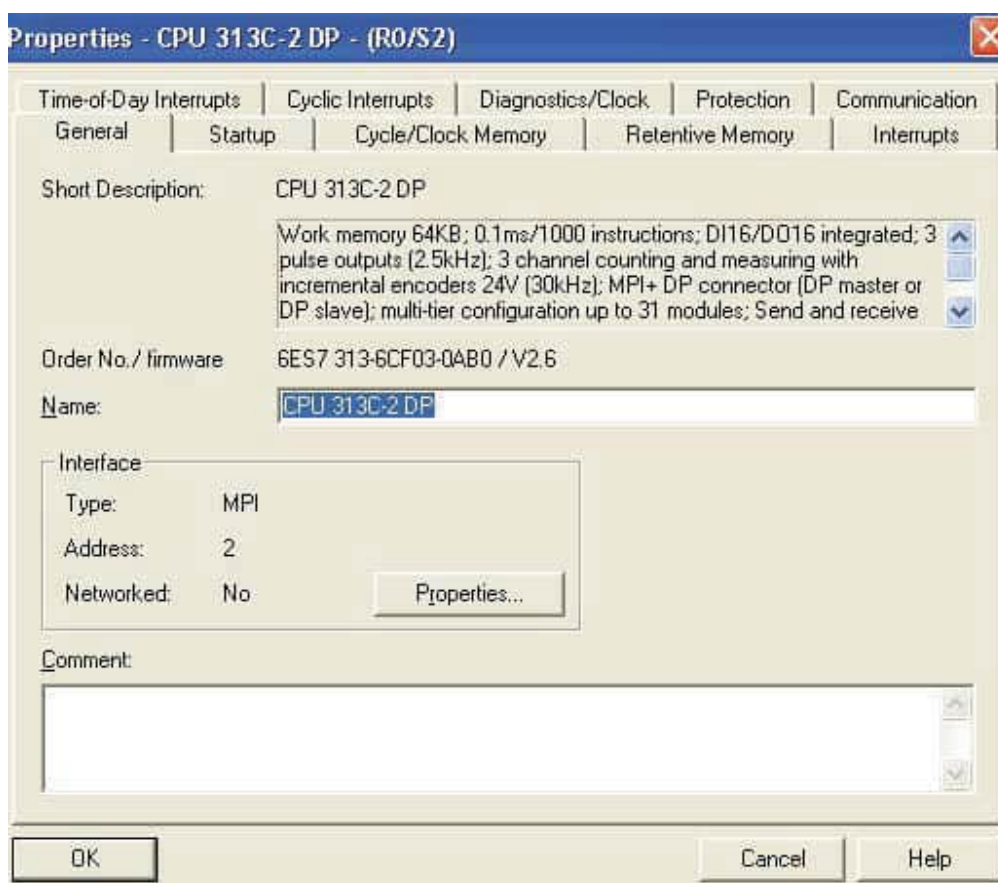 Properties - CPU 313C-2 DP - (R0/S2)
Time-of-Day Interrupts Cyclic Interrupts Diagnostics/Clock Protection Communication
General Startup Cycle/Clock Memory Retentive Memory Interrupts
Short Description: CPU 313C-2 DP
Work memory 64KB; 0.1ms/1000 instructions; DI16/DO16 integrated; 3
pulse outputs (2.5kHz); 3 channel counting and measuring with
incremental encoders 24V (30kHz); MPI+ DP connector (DP master or
DP slave); multi-tier configuration up to 31 modules; Send and receive
Order No./ firmware 6ES7 313-6CF03-0AB0 / V2.6
Name: CPU 313C-2 DP
Interface
Type: MPI
Address: 2
Networked: No Properties...
Comment:
OK Cancel Help